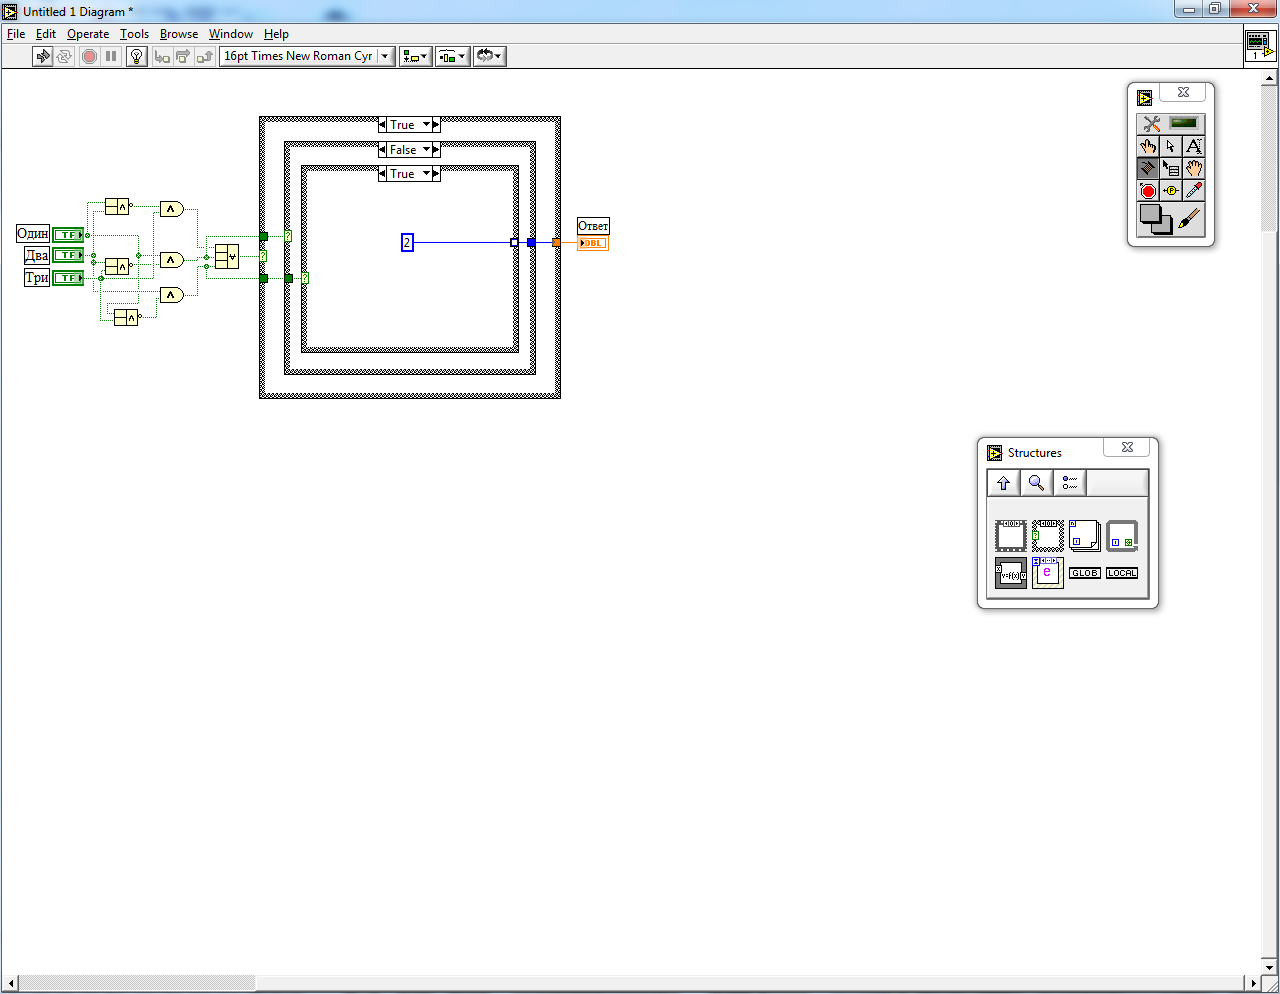 Untitled 1 Diagram *
File Edit Operate Tools Browse Window Help
16pt Times New Roman Cyr
1
True
False
True
Один TF
Два TF
Три TF
2
Ответ
DBL
Structures
GLOB LOCAL